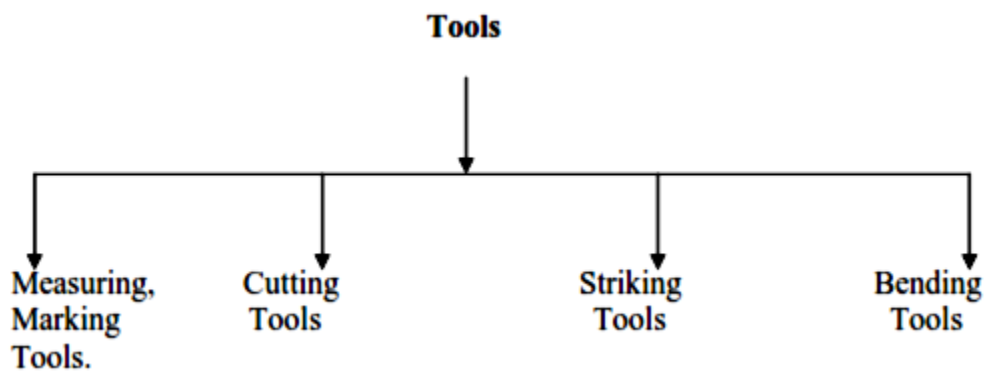 Tools
Measuring,
Marking
Tools.
Cutting
Tools
Striking
Tools
Bending
Tools